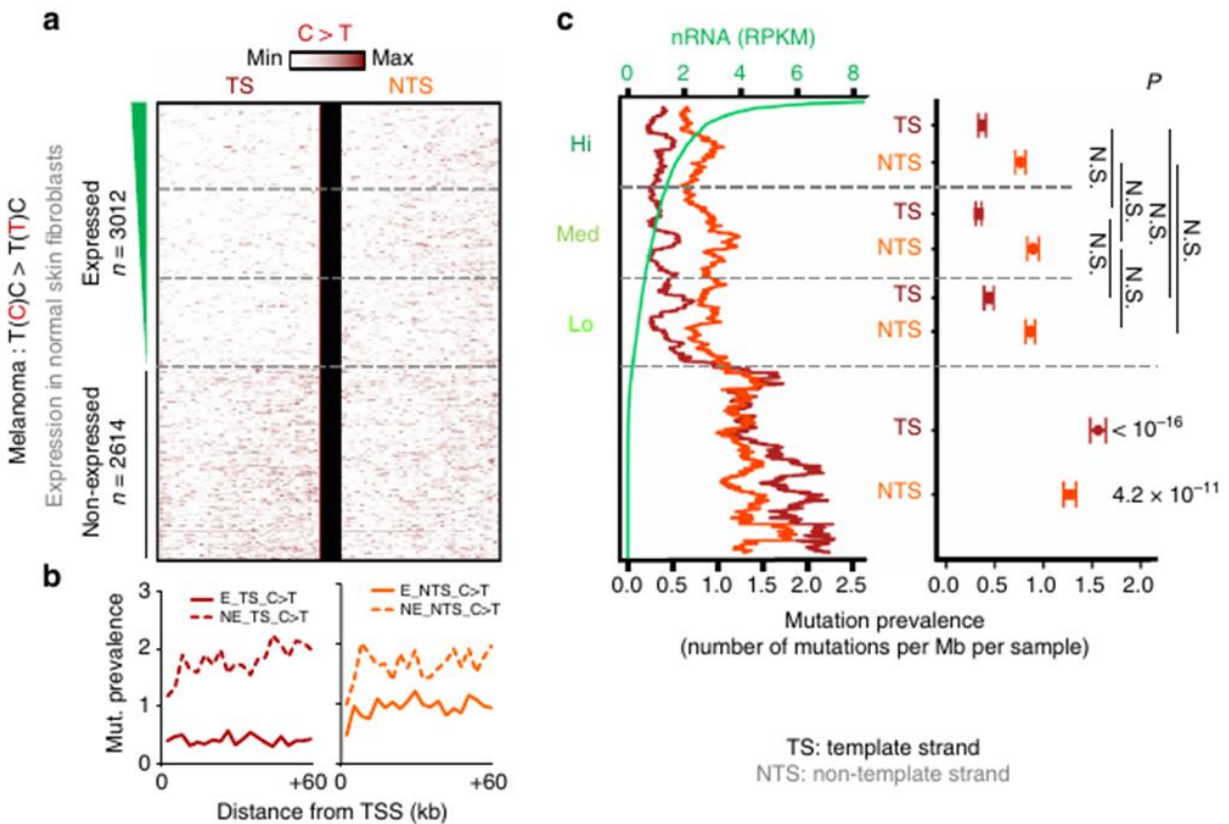 a
C > T
Min Max
TS NTS
Melanoma : T(C)C > T(T)C
Expression in normal skin fibroblasts
Expressed
n = 3012
Non-expressed
n = 2614
b
Mut. prevalence
3
2
1
0
E_TS_C>T
NE_TS_C>T
E_NTS_C>T
NE_NTS_C>T
0 +60 0 +60
Distance from TSS (kb)
c
nRNA (RPKM)
0 2 4 6 8
Hi
Med
Lo
0.0 0.5 1.0 1.5 2.0 2.5
P
TS
NTS
TS
NTS
TS
NTS
TS
NTS
N.S.
N.S.
N.S.
N.S.
N.S.
N.S.
< 10⁻¹⁶
4.2 × 10⁻¹¹
0.0 0.5 1.0 1.5 2.0
Mutation prevalence
(number of mutations per Mb per sample)
TS: template strand
NTS: non-template strand